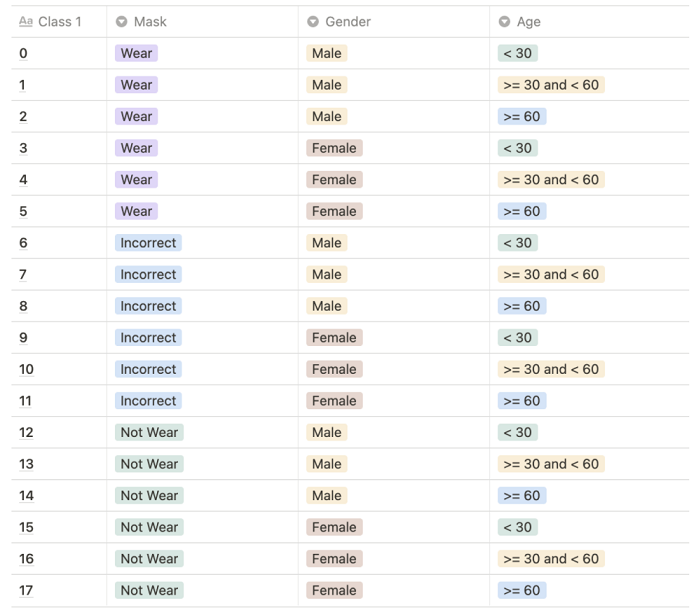 Aa Class 1 Mask Gender Age
0 Wear Male < 30
1 Wear Male >= 30 and < 60
2 Wear Male >= 60
3 Wear Female < 30
4 Wear Female >= 30 and < 60
5 Wear Female >= 60
6 Incorrect Male < 30
7 Incorrect Male >= 30 and < 60
8 Incorrect Male >= 60
9 Incorrect Female < 30
10 Incorrect Female >= 30 and < 60
11 Incorrect Female >= 60
12 Not Wear Male < 30
13 Not Wear Male >= 30 and < 60
14 Not Wear Male >= 60
15 Not Wear Female < 30
16 Not Wear Female >= 30 and < 60
17 Not Wear Female >= 60